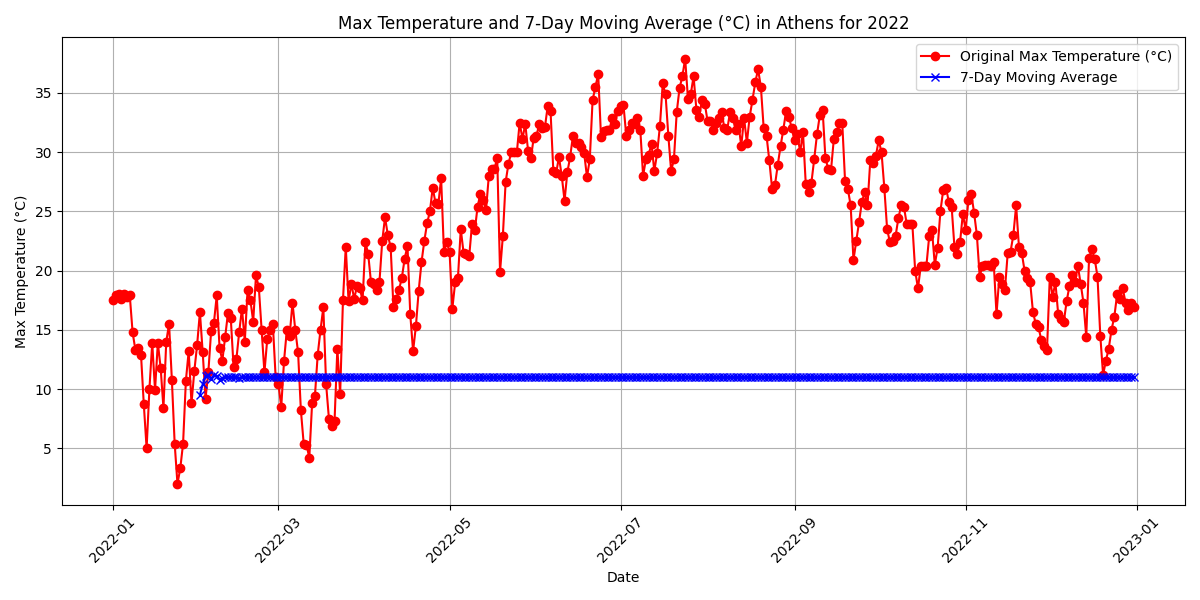 Max Temperature and 7-Day Moving Average (°C) in Athens for 2022
Original Max Temperature (°C)
7-Day Moving Average
Max Temperature (°C)
35
30
25
20
15
10
5
2022-01
2022-03
2022-05
2022-07
2022-09
2022-11
2023-01
Date